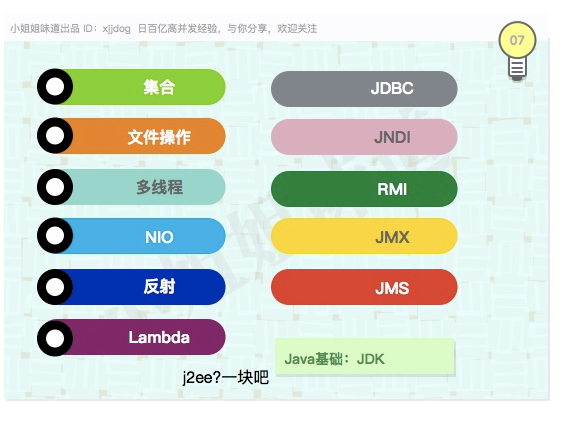 小姐姐味道出品 ID：xjjdog 日百亿高并发经验，与你分享，欢迎关注
07
集合
文件操作
多线程
NIO
反射
Lambda
JDBC
JNDI
RMI
JMX
JMS
Java基础：JDK
j2ee?一块吧